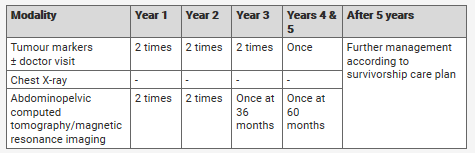 Modality Year 1 Year 2 Year 3 Years 4 & 5 After 5 years
Tumour markers ± doctor visit 2 times 2 times 2 times Once Further management according to survivorship care plan
Chest X-ray - - - -
Abdominopelvic computed tomography/magnetic resonance imaging 2 times 2 times Once at 36 months Once at 60 months